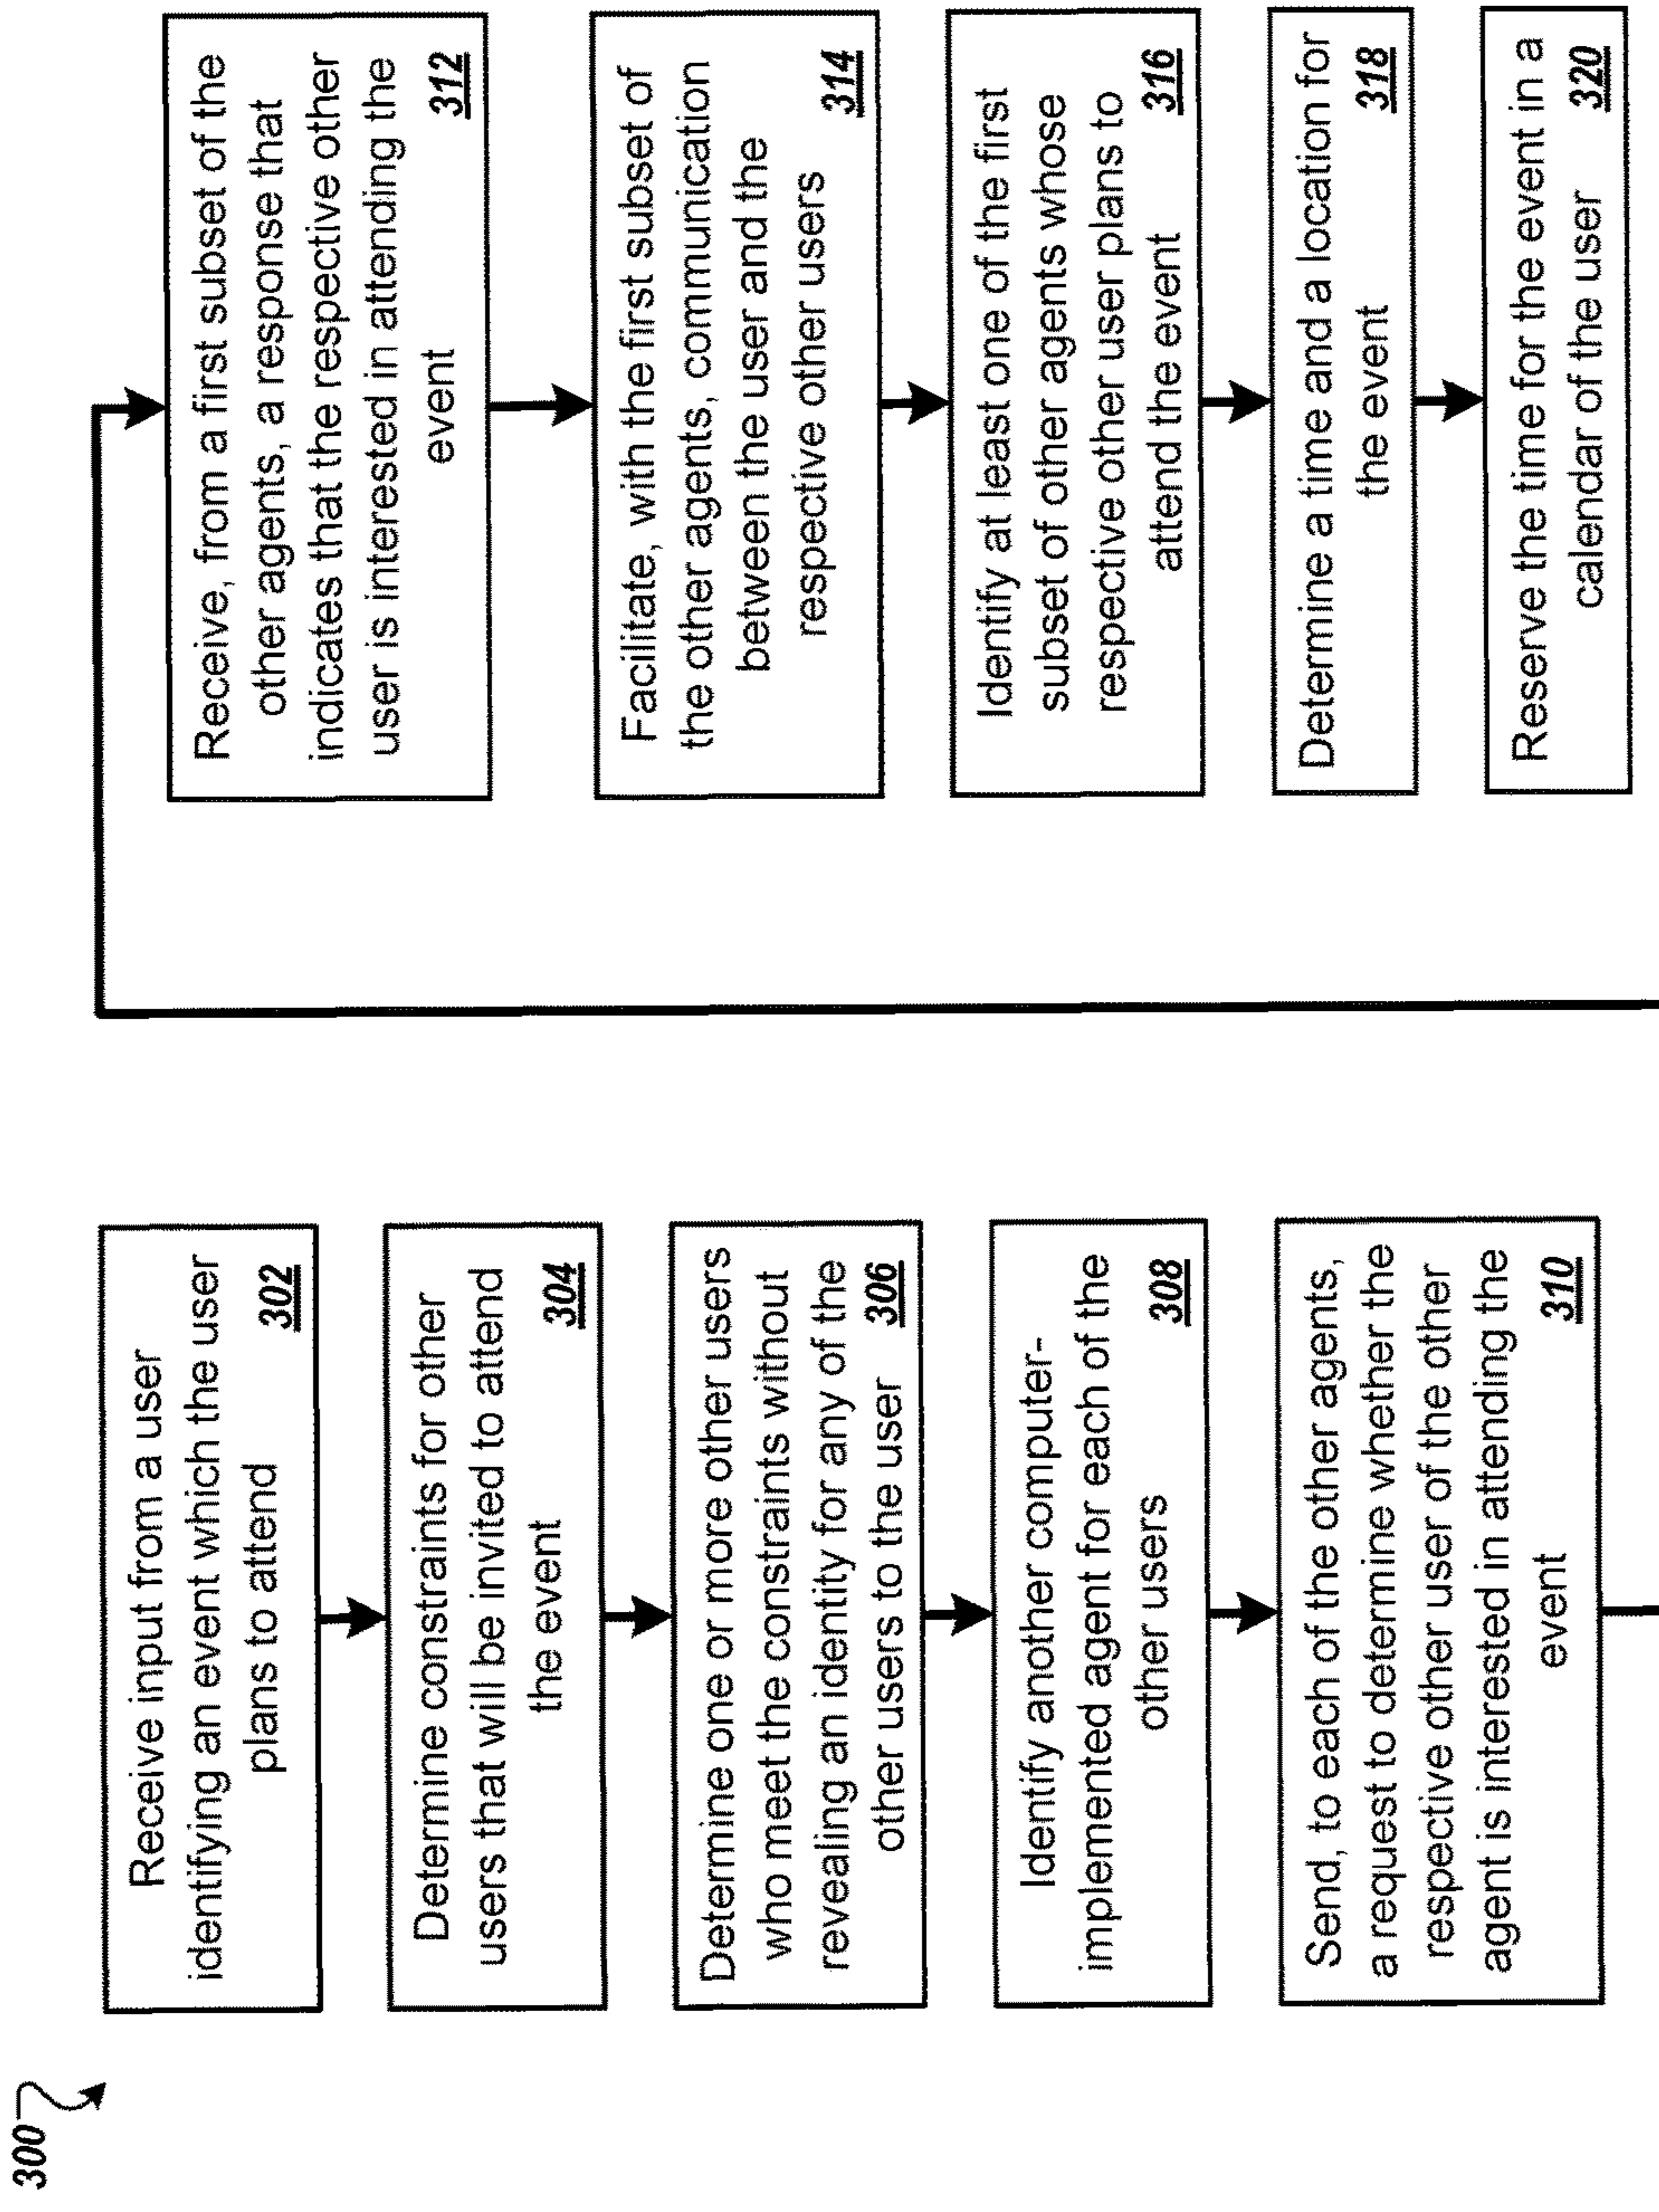 300
Receive input from a user
identifying an event which the user
plans to attend
302
Determine constraints for other
users that will be invited to attend
the event
304
Determine one or more other users
who meet the constraints without
revealing an identity for any of the
other users to the user
306
Identify another computer-
implemented agent for each of the
other users
308
Send, to each of the other agents,
a request to determine whether the
respective other user of the other
agent is interested in attending the
event
310
Receive, from a first subset of the
other agents, a response that
indicates that the respective other
user is interested in attending the
event
312
Facilitate, with the first subset of
the other agents, communication
between the user and the
respective other users
314
Identify at least one of the first
subset of other agents whose
respective other user plans to
attend the event
316
Determine a time and a location for
the event
318
Reserve the time for the event in a
calendar of the user
320